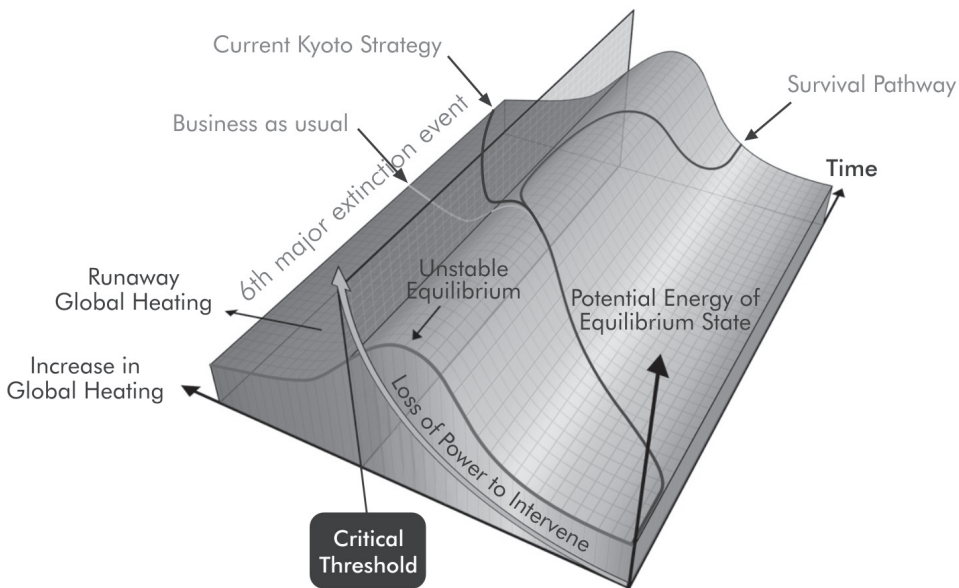 Current Kyoto Strategy
Survival Pathway
Business as usual
6th major extinction event
Time
Runaway
Global Heating
Unstable
Equilibrium
Potential Energy of
Equilibrium State
Increase in
Global Heating
Loss of Power to Intervene
Critical
Threshold